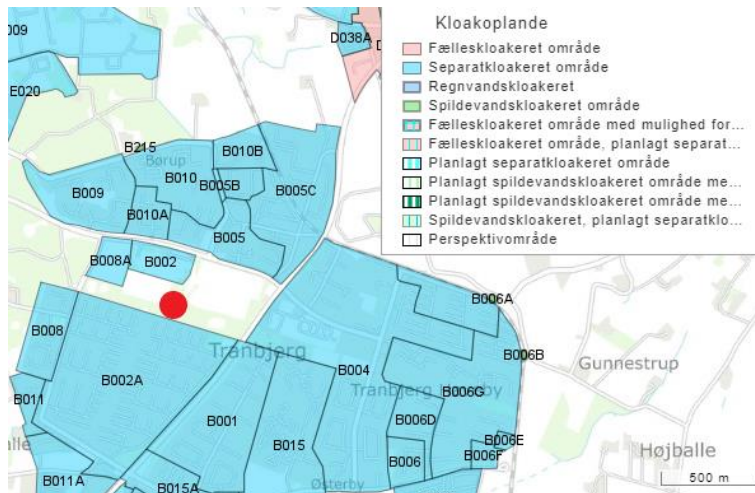 Kloakoplande
Fælleskloakeret område
Separatkloakeret område
Regnvandskloakeret
Spildevandskloakeret område
Fælleskloakeret område med mulighed for...
Fælleskloakeret område, planlagt separat...
Planlagt separatkloakeret område
Planlagt spildevandskloakeret område me...
Planlagt spildevandskloakeret område me...
Spildevandskloakeret, planlagt separatklo...
Perspektivområde
009
D038A
E020
B215
Børup
B010B
B010
B009
B005B
B005C
B010A
B005
B008A
B002
B006A
B008
Tranbjerg
B006B
Gunnestrup
B002A
B004
B006G
B011
B001
B006D
B015
B006E
B006
B006F
Højballe
B011A
B015A
Østerby
500 m